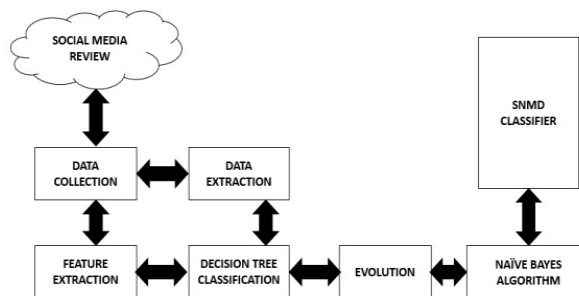 SOCIAL MEDIA
REVIEW
SNMD
CLASSIFIER
DATA
COLLECTION
DATA
EXTRACTION
FEATURE
EXTRACTION
DECISION TREE
CLASSIFICATION
EVOLUTION
NAÏVE BAYES
ALGORITHM